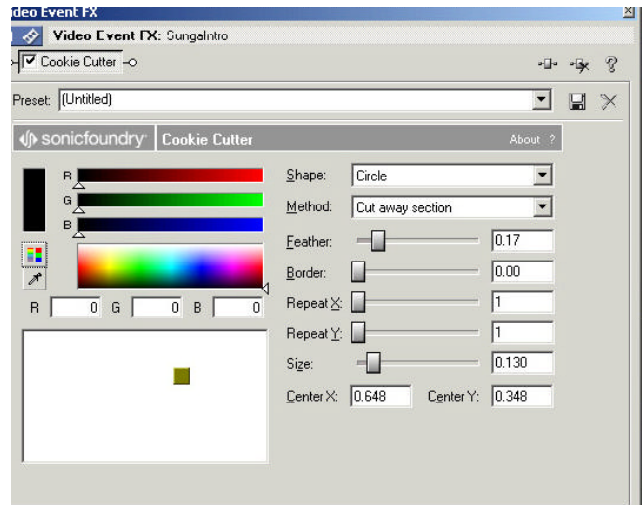 Video Event FX
Video Event FX: SungaIntro
Cookie Cutter
Preset: (Untitled)
sonicfoundry Cookie Cutter About ?
R
G
B
R 0 G 0 B 0
Shape: Circle
Method: Cut away section
Feather: 0.17
Border: 0.00
Repeat X: 1
Repeat Y: 1
Size: 0.130
Center X: 0.648 Center Y: 0.348